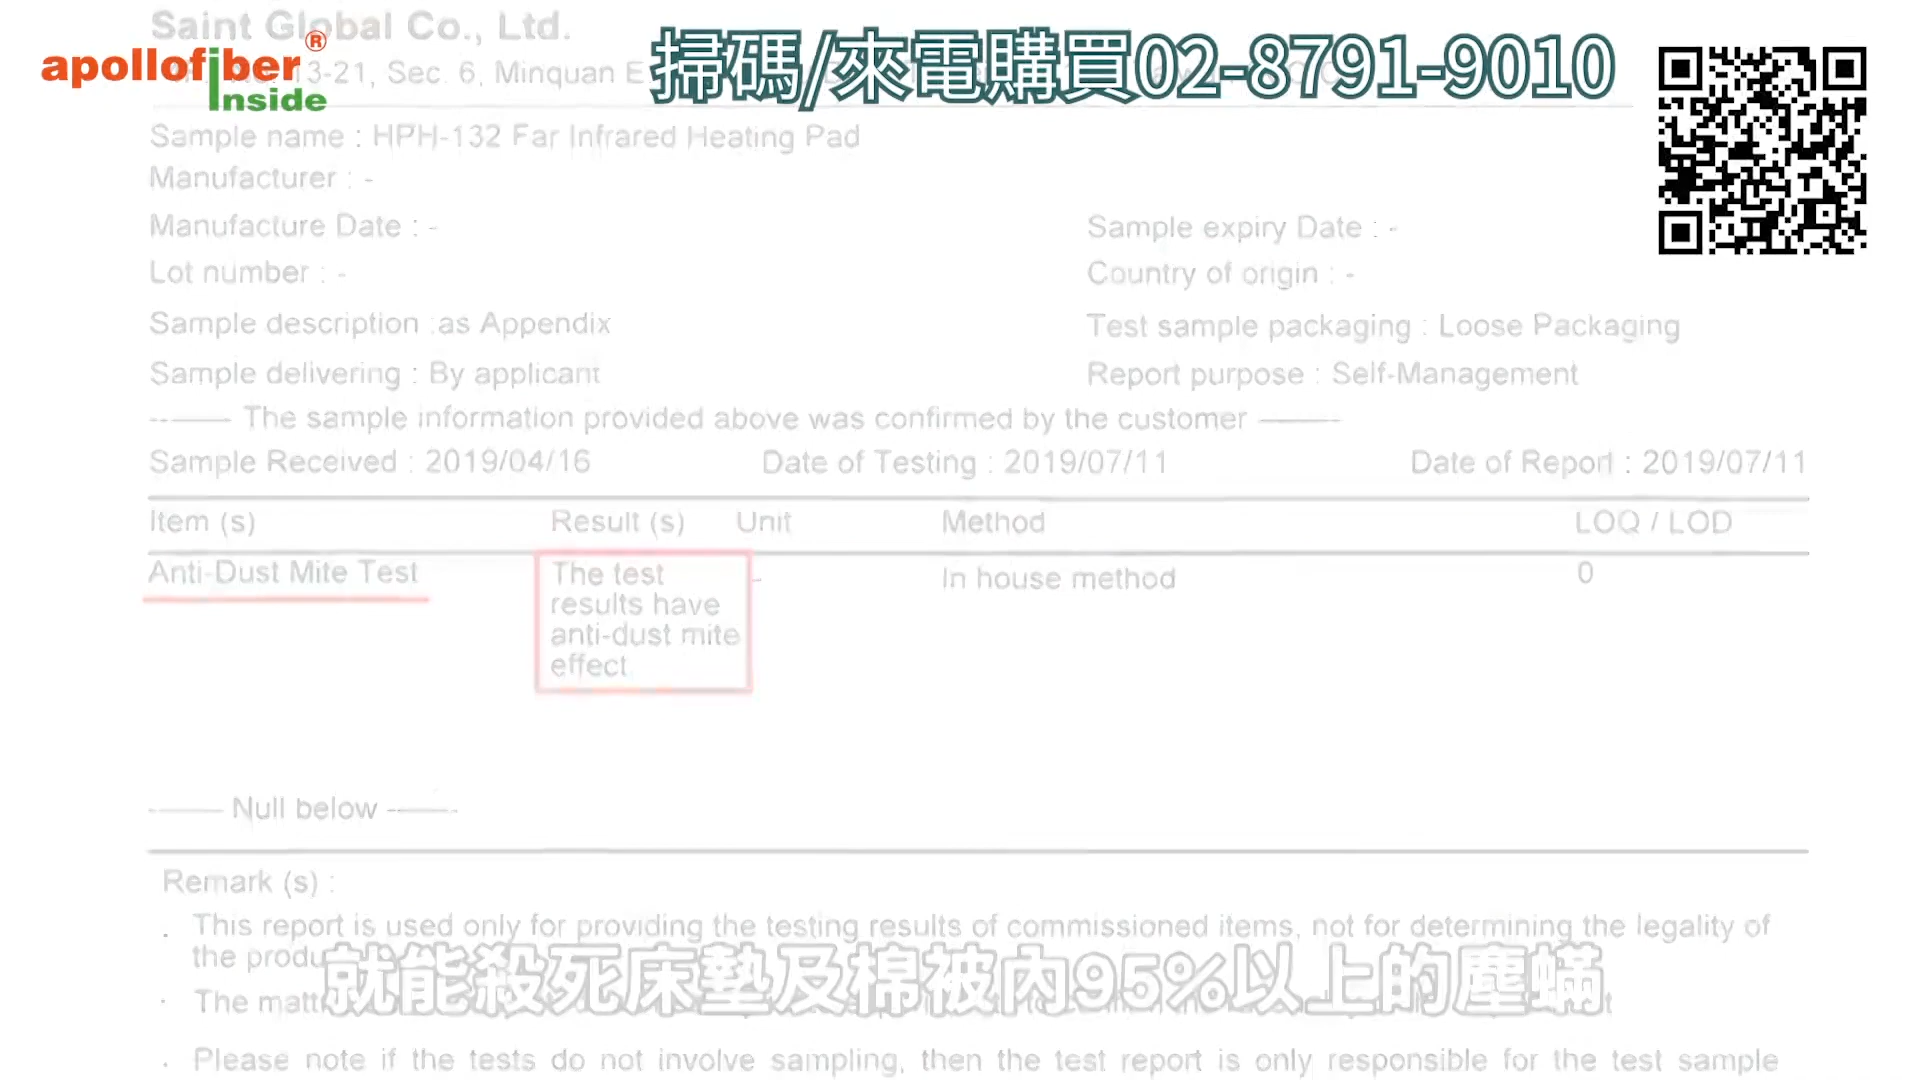 Saint Global Co., Ltd.
apollofiber®
Inside
13-21, Sec. 6, Minquan E
掃碼/來電購買02-8791-9010
Sample name : HPH-132 Far Infrared Heating Pad
Manufacturer : -
Manufacture Date : -
Sample expiry Date : -
Lot number : -
Country of origin : -
Sample description :as Appendix
Test sample packaging : Loose Packaging
Sample delivering : By applicant
Report purpose : Self-Management
The sample information provided above was confirmed by the customer
Sample Received : 2019/04/16 Date of Testing : 2019/07/11 Date of Report : 2019/07/11
Item (s) Result (s) Unit Method LOQ / LOD
Anti-Dust Mite Test The test - In house method 0
results have
anti-dust mite
effect
Null below
Remark (s) :
This report is used only for providing the testing results of commissioned items, not for determining the legality of
the produ
就能殺死床墊及棉被內95%以上的塵蟎
The matt
Please note if the tests do not involve sampling, then the test report is only responsible for the test sample